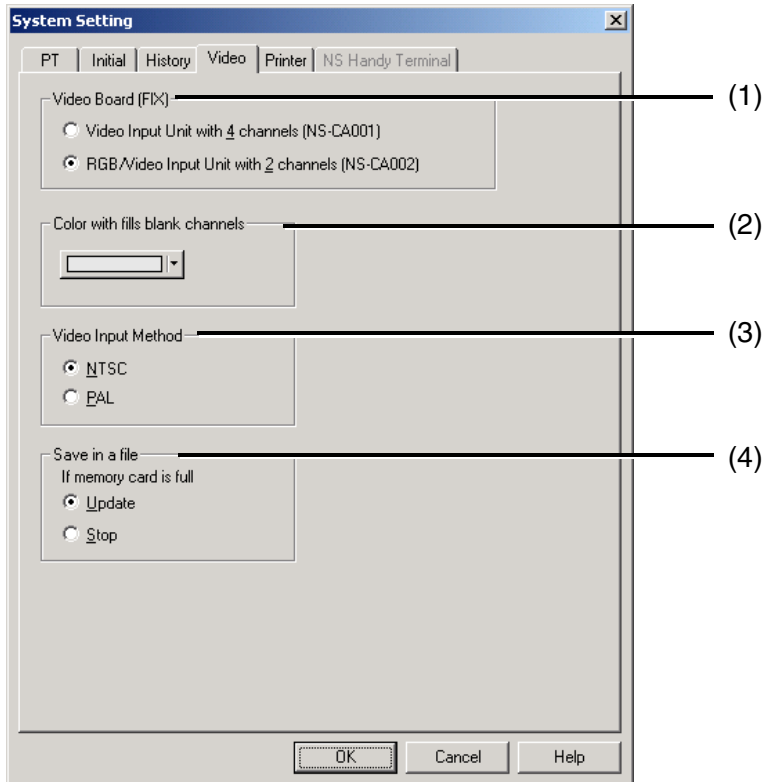 System Setting
PT Initial History Video Printer NS Handy Terminal
Video Board (FIX) (1)
Video Input Unit with 4 channels (NS-CA001)
RGB/Video Input Unit with 2 channels (NS-CA002)
Color with fills blank channels (2)
Video Input Method (3)
NTSC
PAL
Save in a file (4)
If memory card is full
Update
Stop
OK Cancel Help